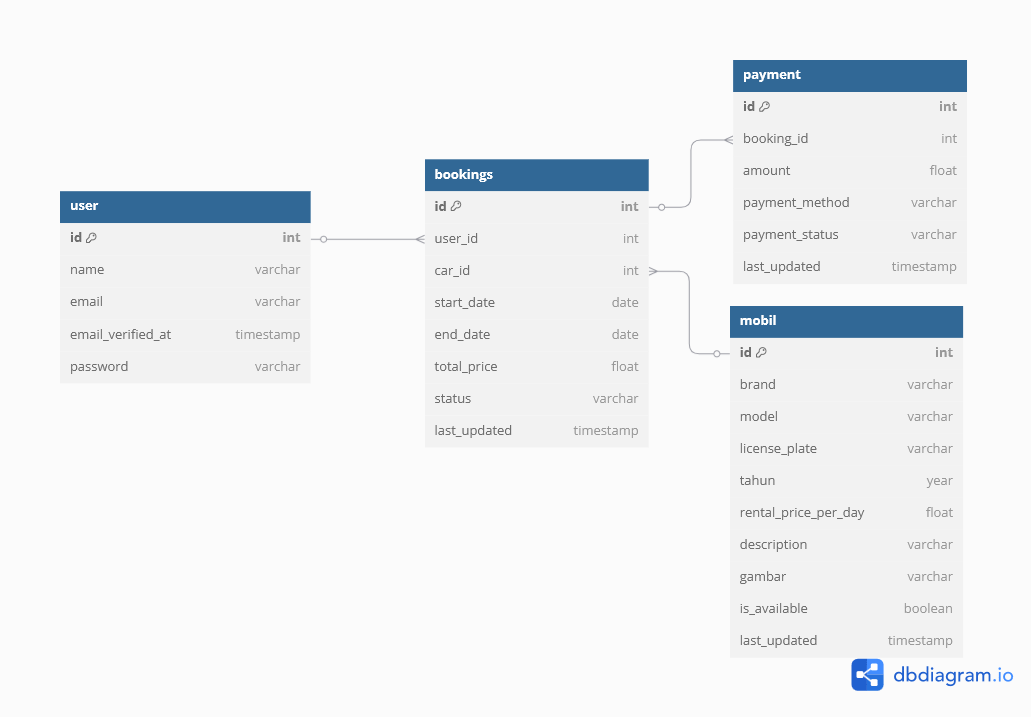 user
id int
name varchar
email varchar
email_verified_at timestamp
password varchar
bookings
id int
user_id int
car_id int
start_date date
end_date date
total_price float
status varchar
last_updated timestamp
payment
id int
booking_id int
amount float
payment_method varchar
payment_status varchar
last_updated timestamp
mobil
id int
brand varchar
model varchar
license_plate varchar
tahun year
rental_price_per_day float
description varchar
gambar varchar
is_available boolean
last_updated timestamp
dbdiagram.io